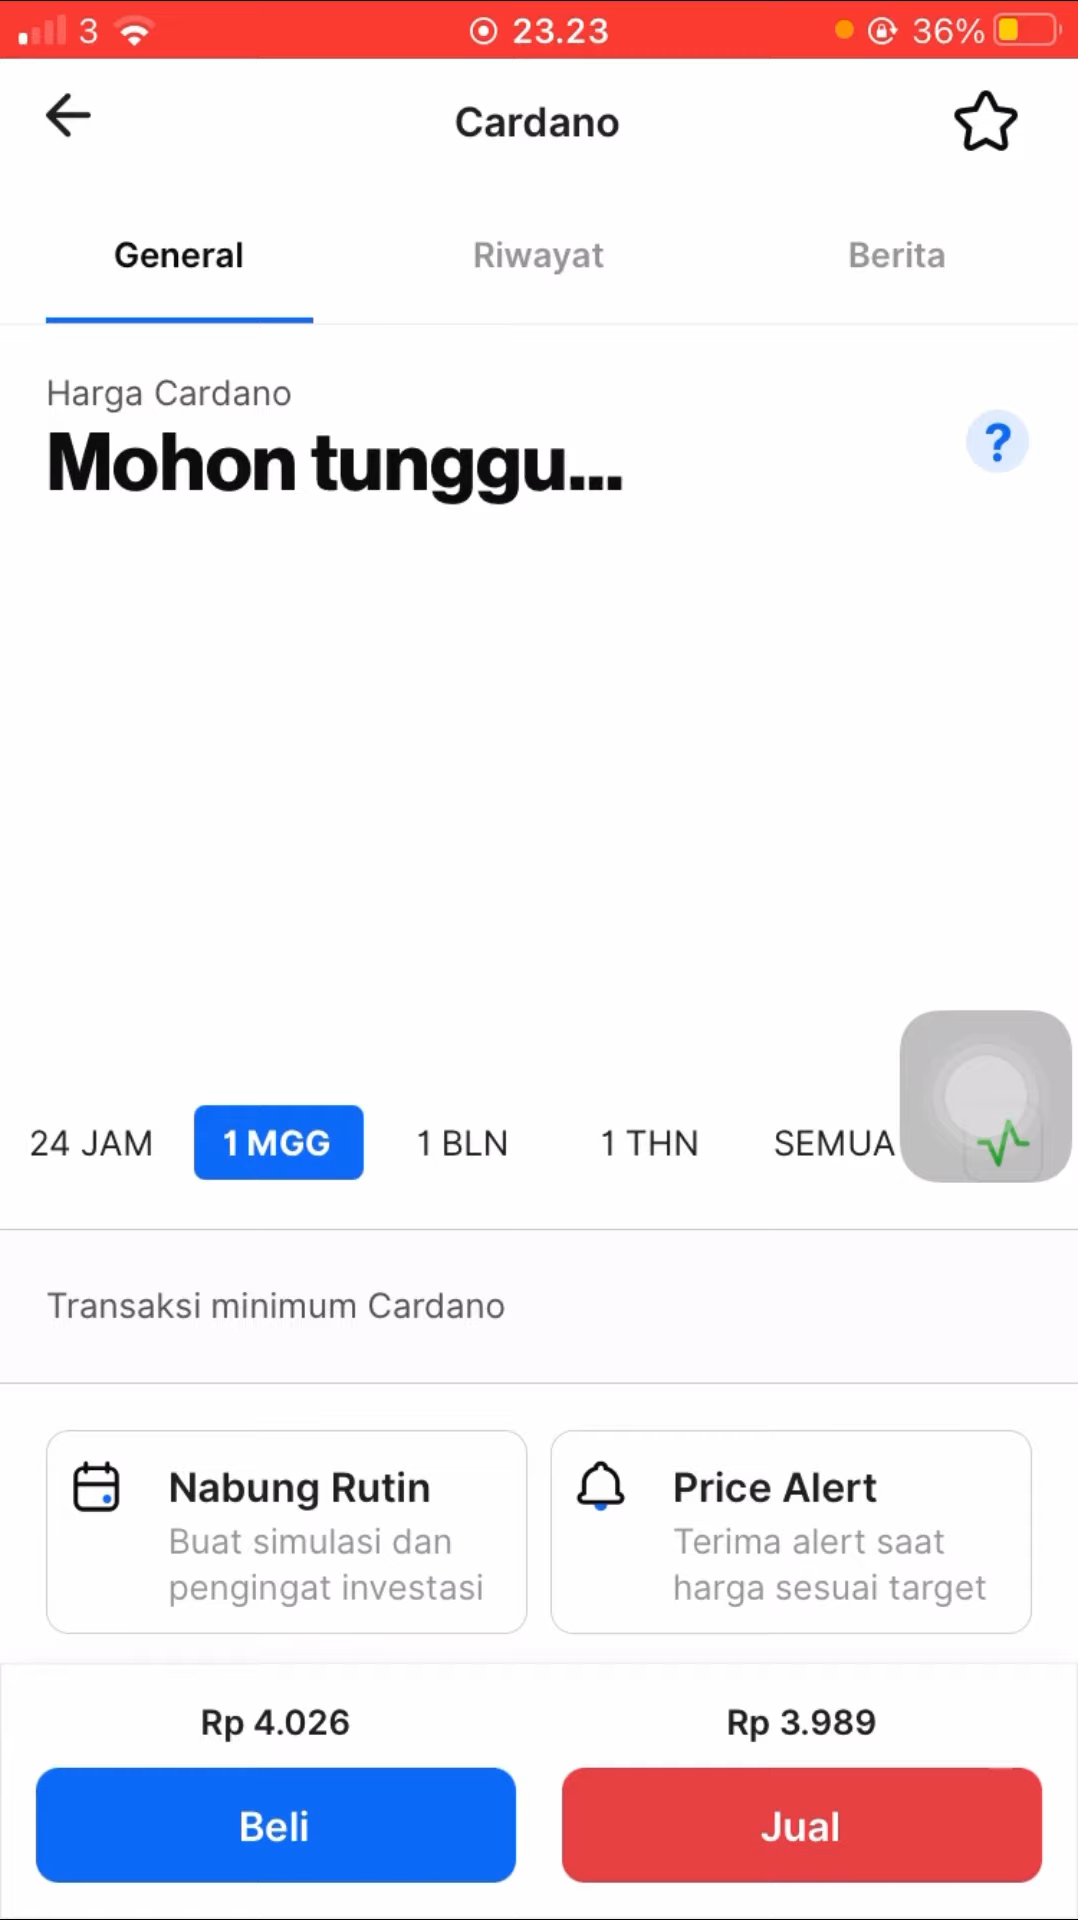 3 23.23 36%
Cardano
General Riwayat Berita
Harga Cardano
Mohon tunggu...
?
24 JAM 1 MGG 1 BLN 1 THN SEMUA
Transaksi minimum Cardano
Nabung Rutin
Buat simulasi dan
pengingat investasi
Price Alert
Terima alert saat
harga sesuai target
Rp 4.026 Rp 3.989
Beli Jual